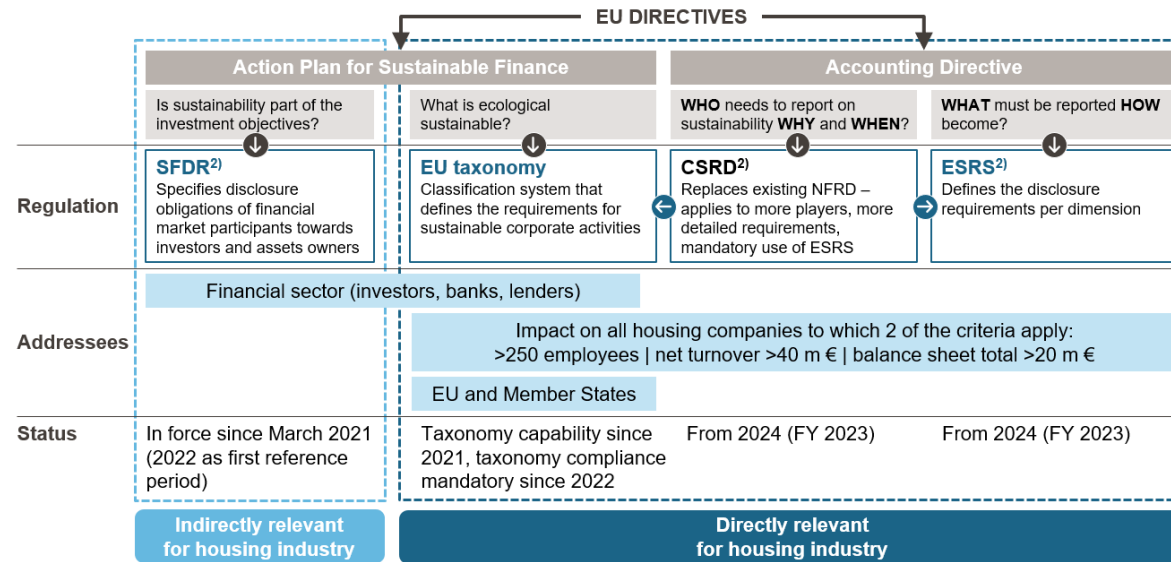 EU DIRECTIVES
Action Plan for Sustainable Finance
Accounting Directive
Is sustainability part of the
investment objectives?
What is ecological
sustainable?
WHO needs to report on
sustainability WHY and WHEN?
WHAT must be reported HOW
become?
Regulation
SFDR2)
Specifies disclosure
obligations of financial
market participants towards
investors and assets owners
EU taxonomy
Classification system that
defines the requirements for
sustainable corporate activities
CSRD2)
Replaces existing NFRD –
applies to more players, more
detailed requirements,
mandatory use of ESRS
ESRS2)
Defines the disclosure
requirements per dimension
Addressees
Financial sector (investors, banks, lenders)
Impact on all housing companies to which 2 of the criteria apply:
>250 employees | net turnover >40 m € | balance sheet total >20 m €
EU and Member States
Status
In force since March 2021
(2022 as first reference
period)
Taxonomy capability since
2021, taxonomy compliance
mandatory since 2022
From 2024 (FY 2023)
From 2024 (FY 2023)
Indirectly relevant
for housing industry
Directly relevant
for housing industry